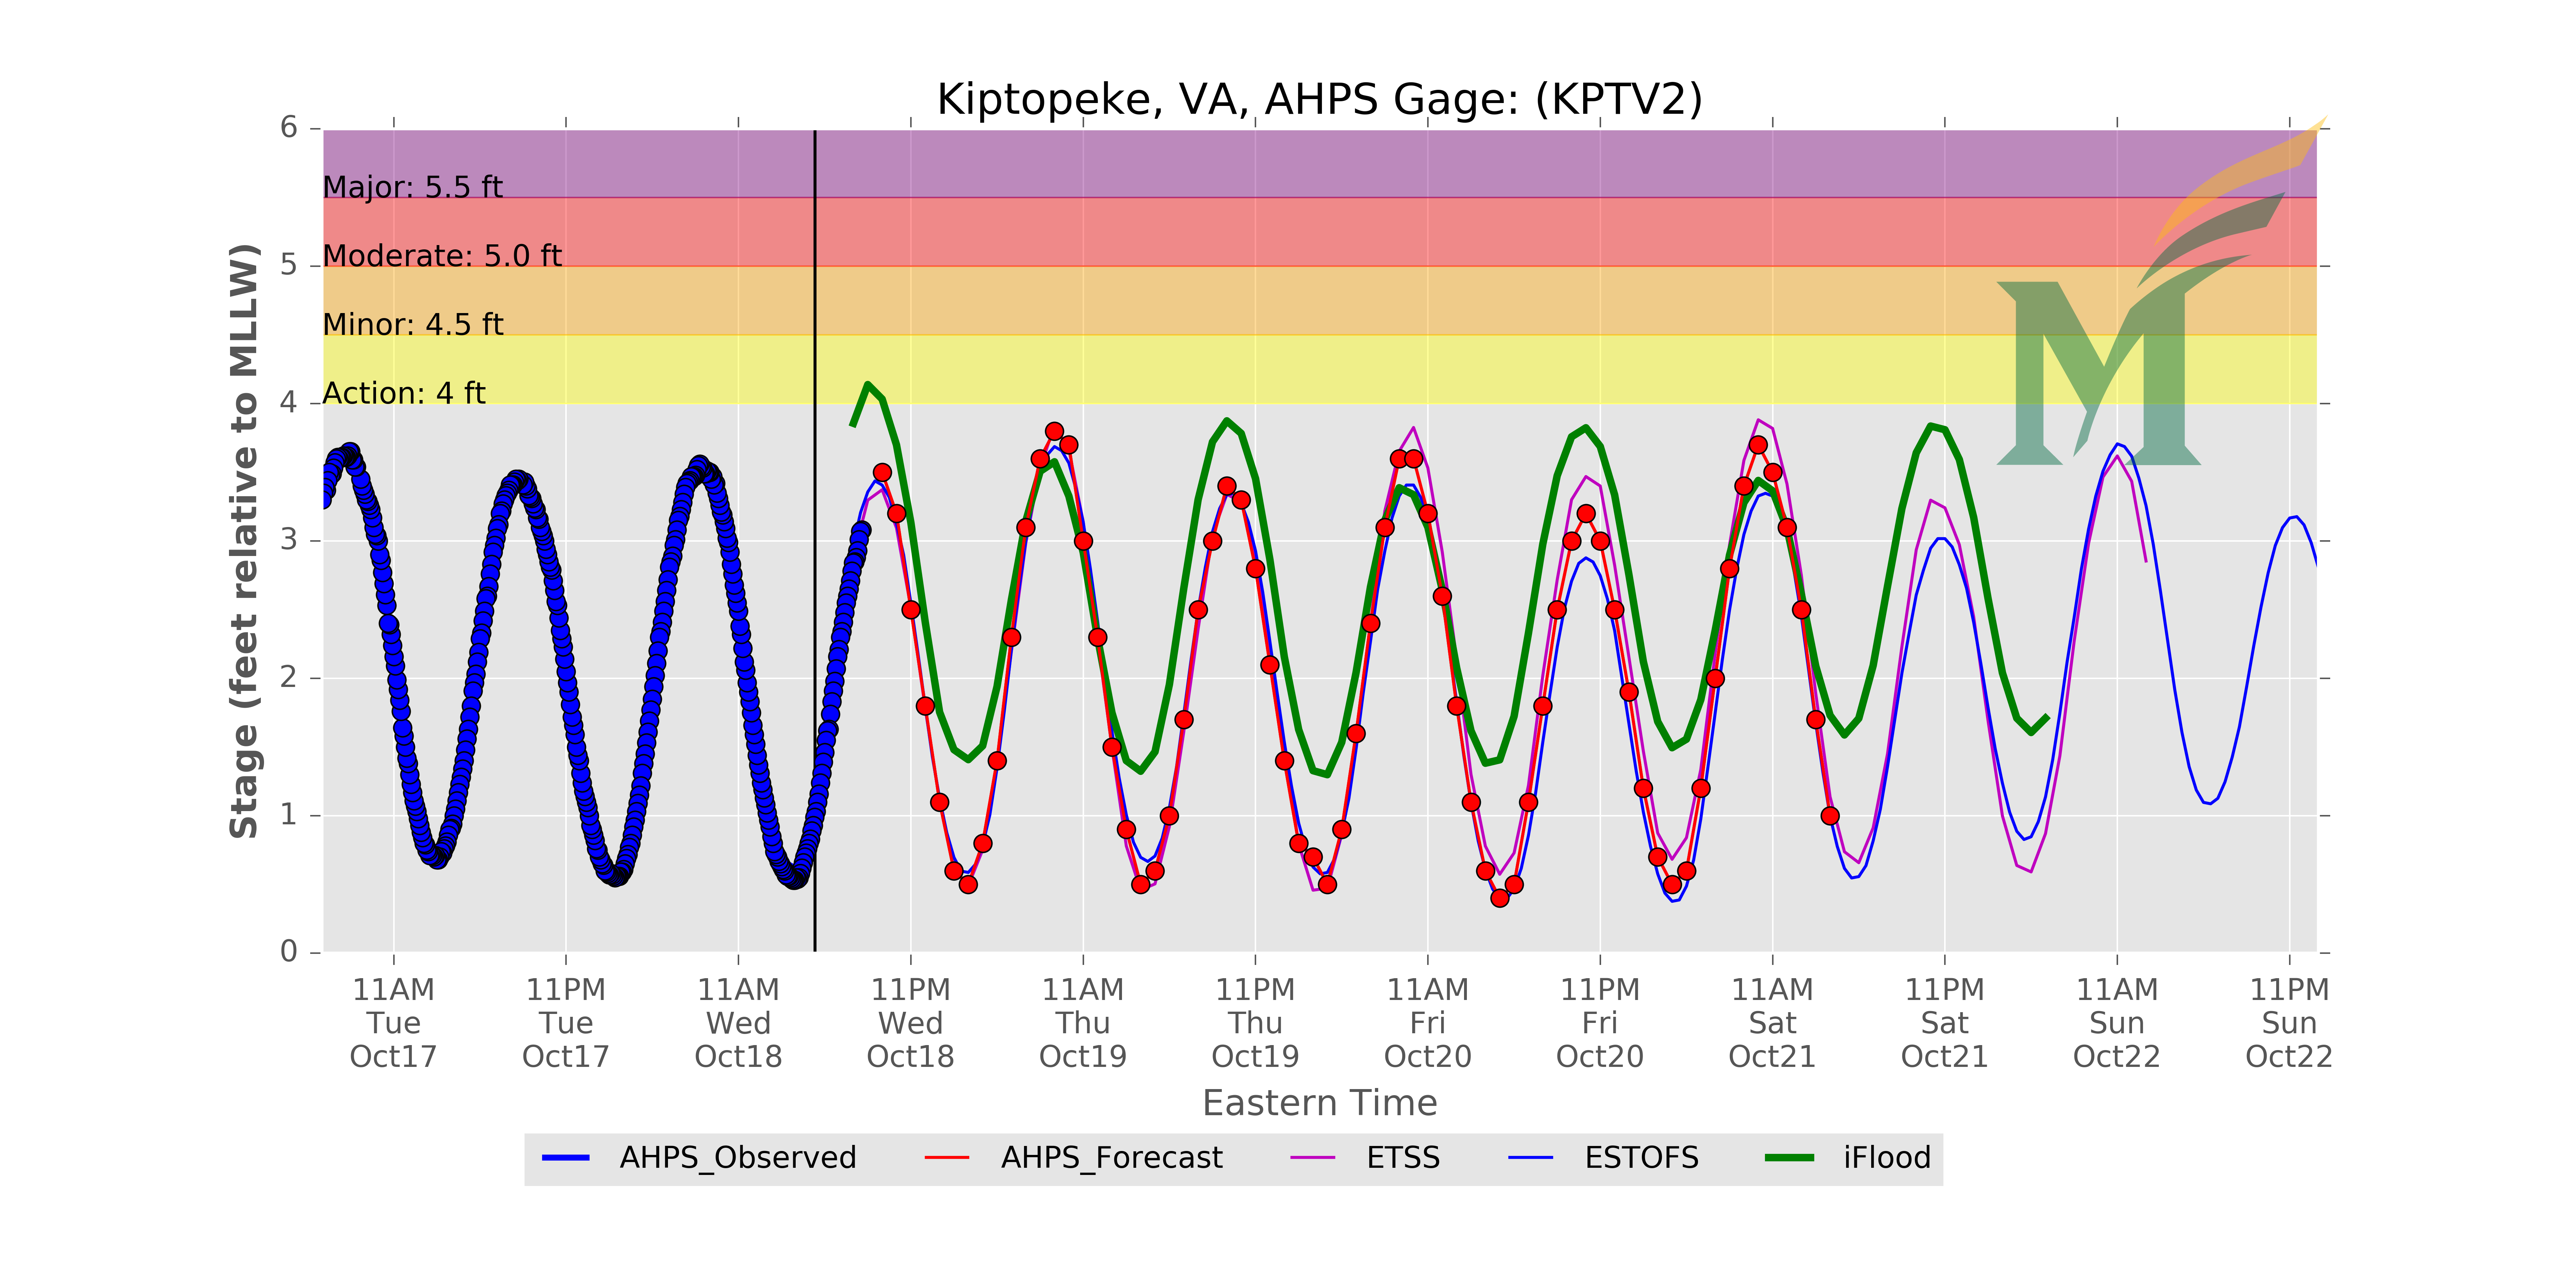 Kiptopeke, VA, AHPS Gage: (KPTV2)
Stage (feet relative to MLLW)
6
5
4
3
2
1
0
Major: 5.5 ft
Moderate: 5.0 ft
Minor: 4.5 ft
Action: 4 ft
M
11AM 11PM 11AM 11PM 11AM 11PM 11AM 11PM 11AM 11PM 11AM 11PM
Tue Tue Wed Wed Thu Thu Fri Fri Sat Sat Sun Sun
Oct17 Oct17 Oct18 Oct18 Oct19 Oct19 Oct20 Oct20 Oct21 Oct21 Oct22 Oct22
Eastern Time
AHPS_Observed AHPS_Forecast ETSS ESTOFS iFlood